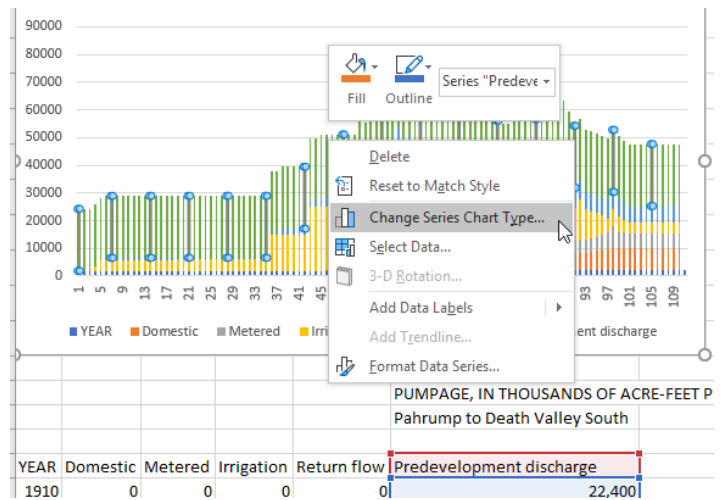 90000
80000
70000
60000
50000
40000
30000
20000
10000
0
Fill Outline Series "Predeve
Delete
Reset to Match Style
Change Series Chart Type...
Select Data...
3-D Rotation...
Add Data Labels
Add Trendline...
Format Data Series...
1 5 9 13 17 21 25 29 33 37 41 45 93 97 101 105 109
YEAR Domestic Metered Irri ent discharge
PUMPAGE, IN THOUSANDS OF ACRE-FEET P
Pahrump to Death Valley South
YEAR Domestic Metered Irrigation Return flow Predevelopment discharge
1910 0 0 0 0 22,400